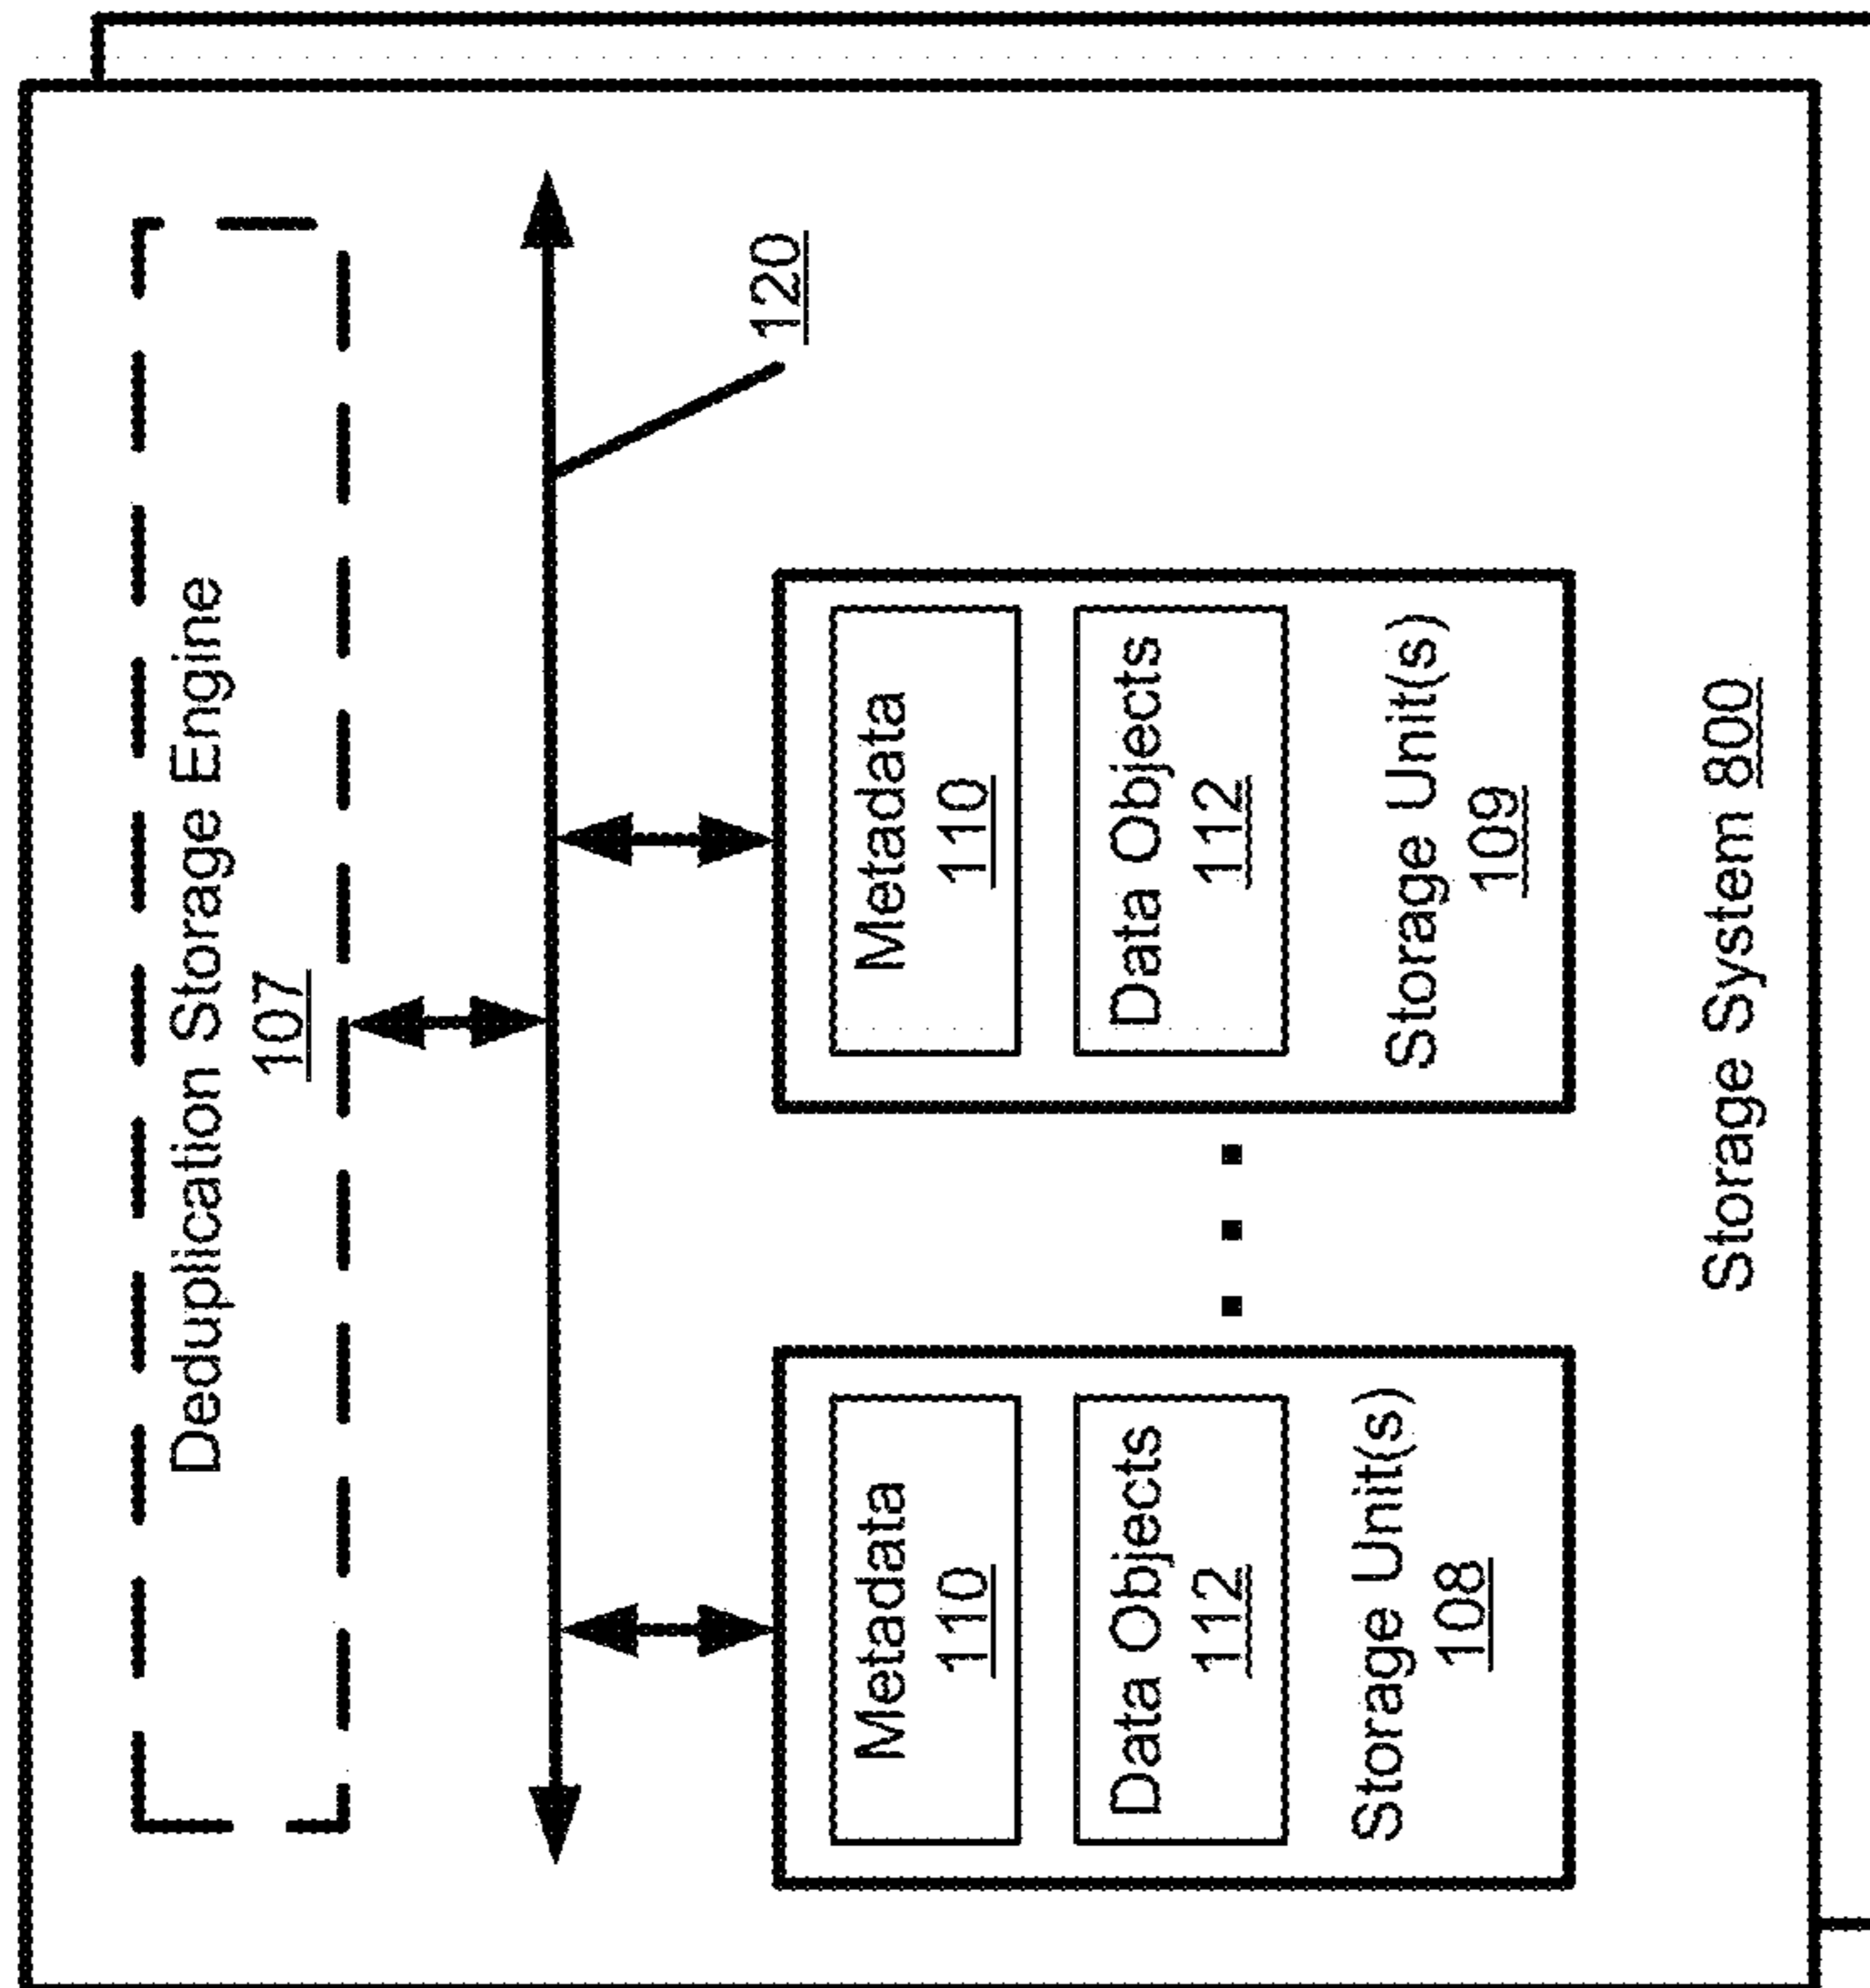 Deduplication Storage Engine
107
120
Metadata
110
Data Objects
112
Storage Unit(s)
108
Metadata
110
Data Objects
112
Storage Unit(s)
109
Storage System 800